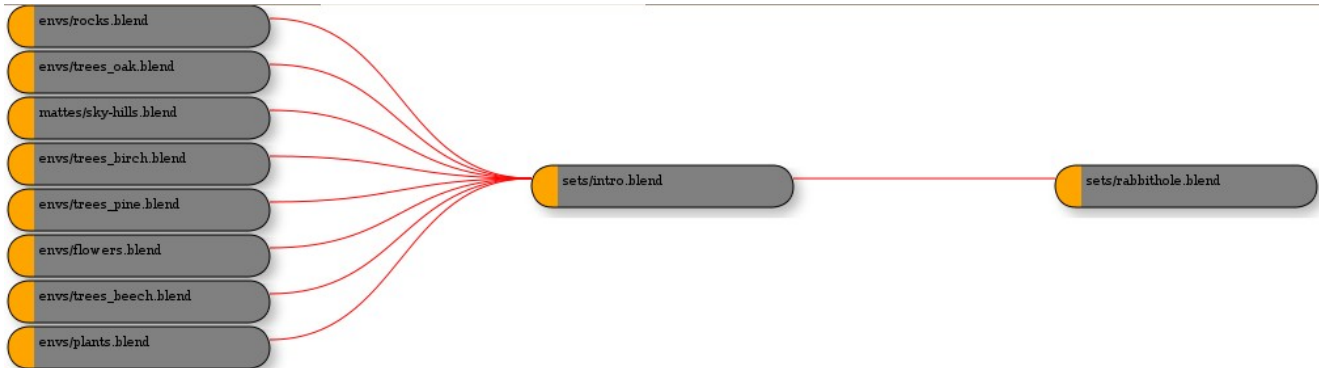 envs/rocks.blend
envs/trees_oak.blend
mattes/sky-hills.blend
envs/trees_birch.blend
sets/intro.blend
sets/rabbithole.blend
envs/trees_pine.blend
envs/flowers.blend
envs/trees_beech.blend
envs/plants.blend